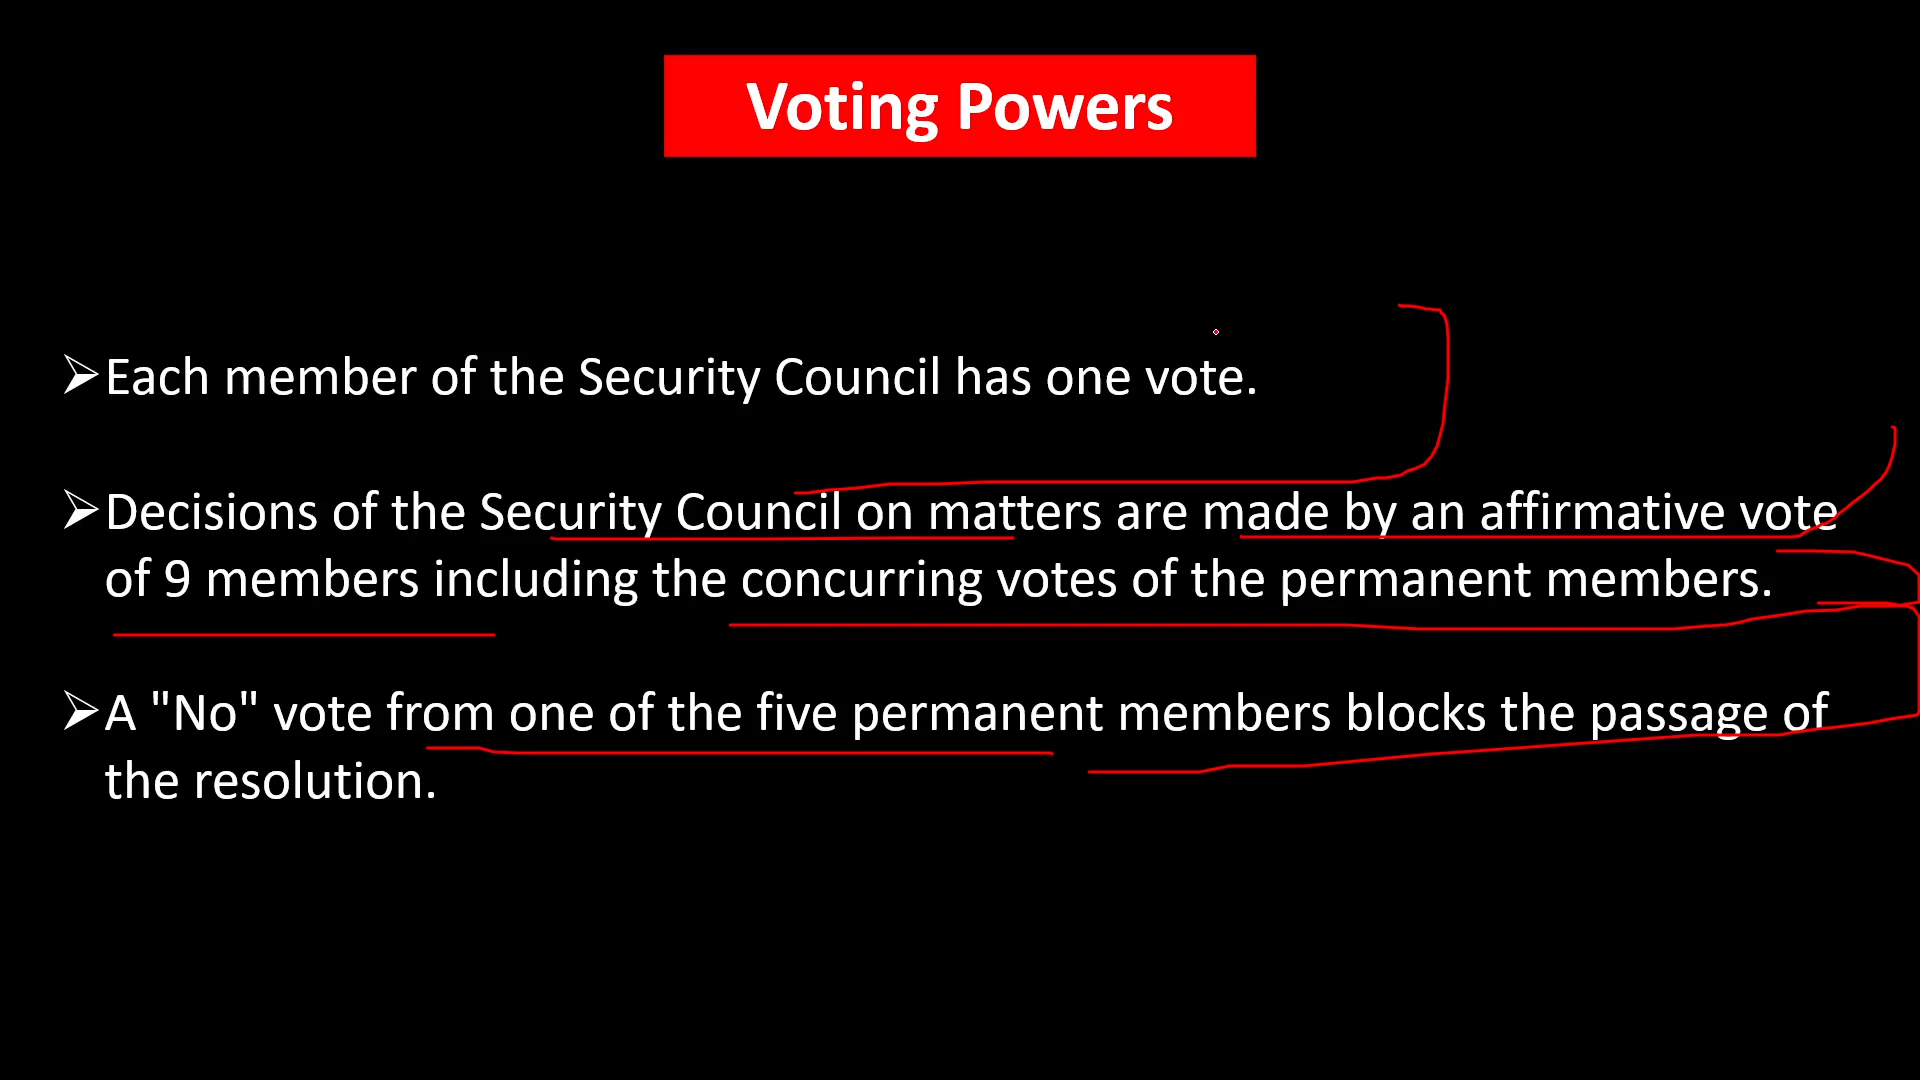 Voting Powers
➢Each member of the Security Council has one vote.
➢Decisions of the Security Council on matters are made by an affirmative vote
of 9 members including the concurring votes of the permanent members.
➢A "No" vote from one of the five permanent members blocks the passage of
the resolution.